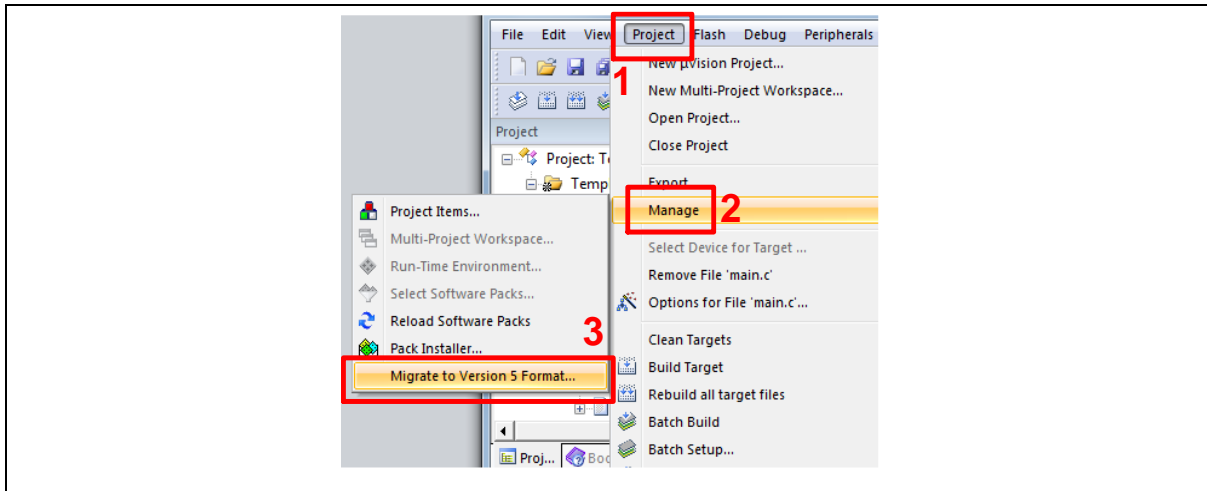 File Edit View Project Flash Debug Peripherals
1
New µVision Project...
New Multi-Project Workspace...
Open Project...
Close Project
Export
Manage
2
Select Device for Target ...
Remove File 'main.c'
Options for File 'main.c'...
Clean Targets
Build Target
Rebuild all target files
Batch Build
Batch Setup...
Project
Project: T
Temp
Project Items...
Multi-Project Workspace...
Run-Time Environment...
Select Software Packs...
Reload Software Packs
Pack Installer...
3
Migrate to Version 5 Format...
Proj... Boo